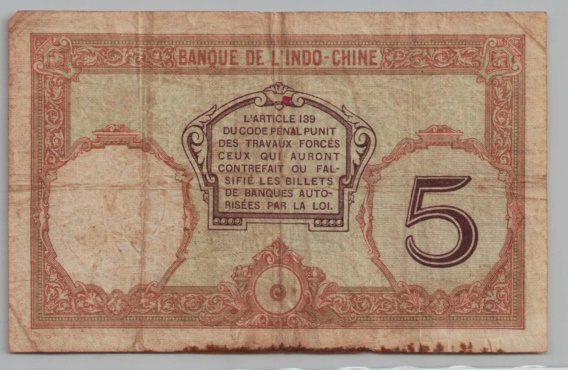 BANQUE DE L'INDO-CHINE
L'ARTICLE 139
DU CODE PÉNAL PUNIT
DES TRAVAUX FORCÉS
CEUX QUI AURONT
CONTREFAIT OU FAL-
SIFIÉ LES BILLETS
DE BANQUES AUTO-
RISÉES PAR LA LOI.
5